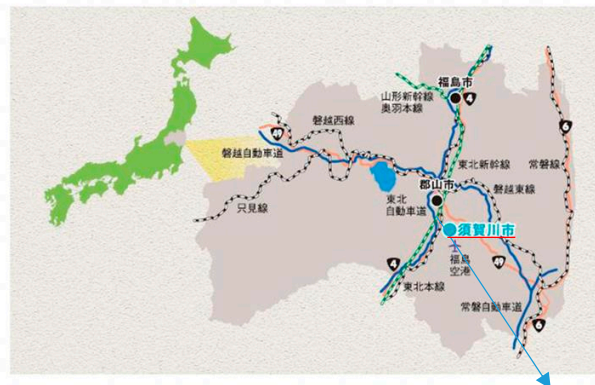 福島市
4
山形新幹線
奥羽本線
磐越西線
49
6
磐越自動車道
東北新幹線
常磐線
郡山市
磐越東線
東北
自動車道
只見線
須賀川市
福島
空港
49
4
東北本線
常磐自動車道
6